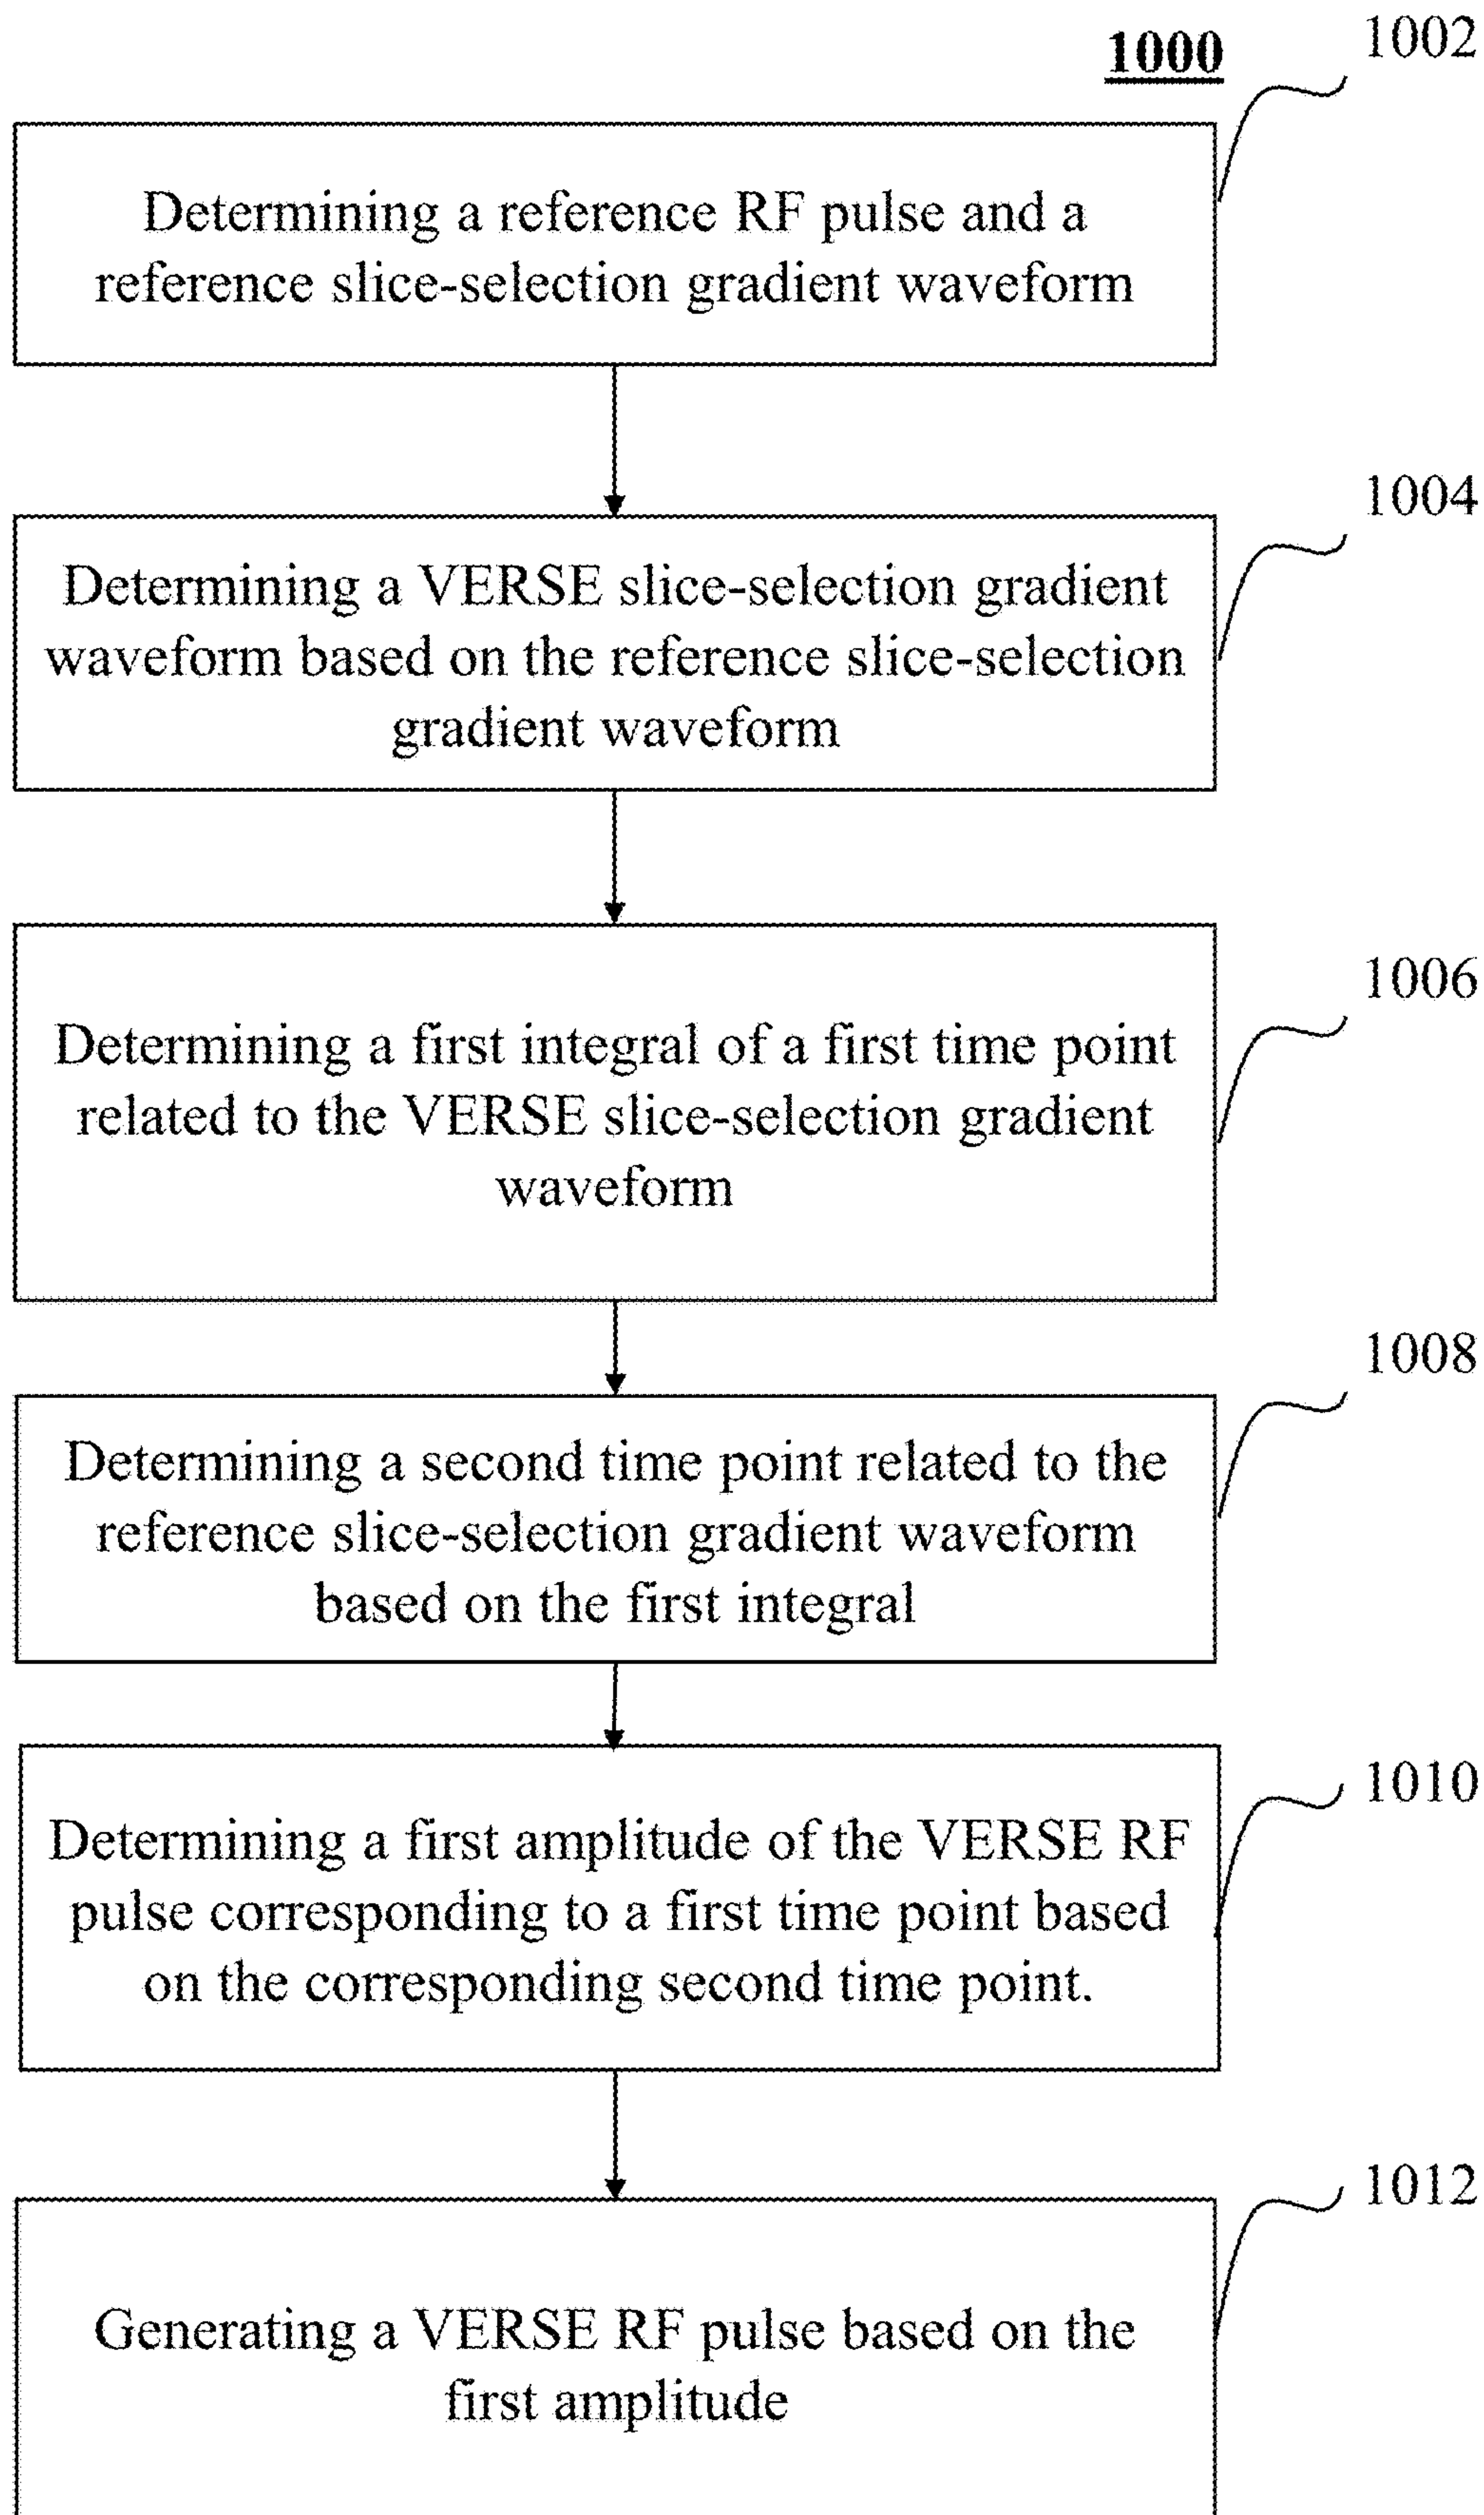 1000
1002
Determining a reference RF pulse and a
reference slice-selection gradient waveform
1004
Determining a VERSE slice-selection gradient
waveform based on the reference slice-selection
gradient waveform
1006
Determining a first integral of a first time point
related to the VERSE slice-selection gradient
waveform
1008
Determining a second time point related to the
reference slice-selection gradient waveform
based on the first integral
1010
Determining a first amplitude of the VERSE RF
pulse corresponding to a first time point based
on the corresponding second time point.
1012
Generating a VERSE RF pulse based on the
first amplitude